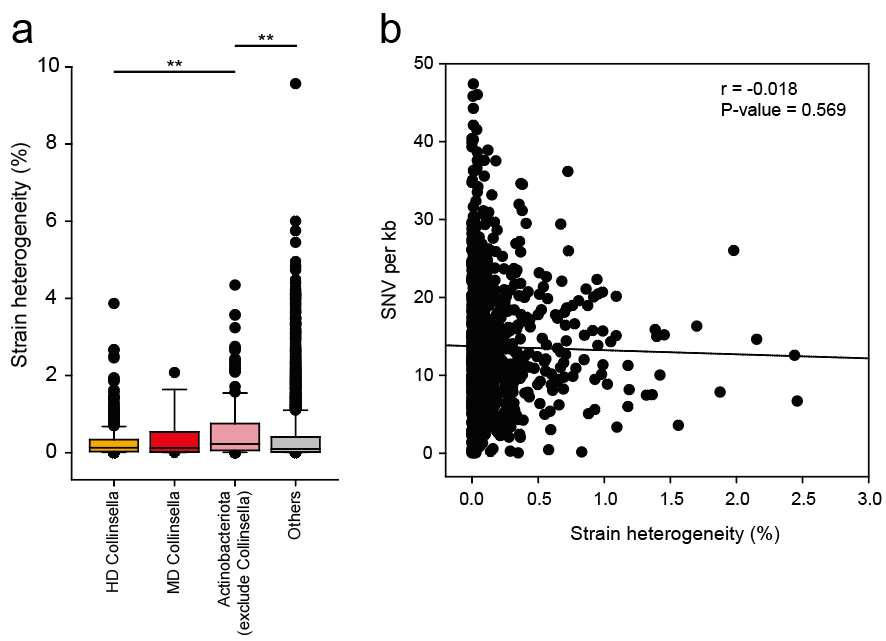 a
**
**
10
8
6
4
2
0
Strain heterogeneity (%)
HD Collinsella
MD Collinsella
Actinobacteriota
(exclude Collinsella)
Others
b
r = -0.018
P-value = 0.569
50
40
30
20
10
0
SNV per kb
0.0 0.5 1.0 1.5 2.0 2.5 3.0
Strain heterogeneity (%)